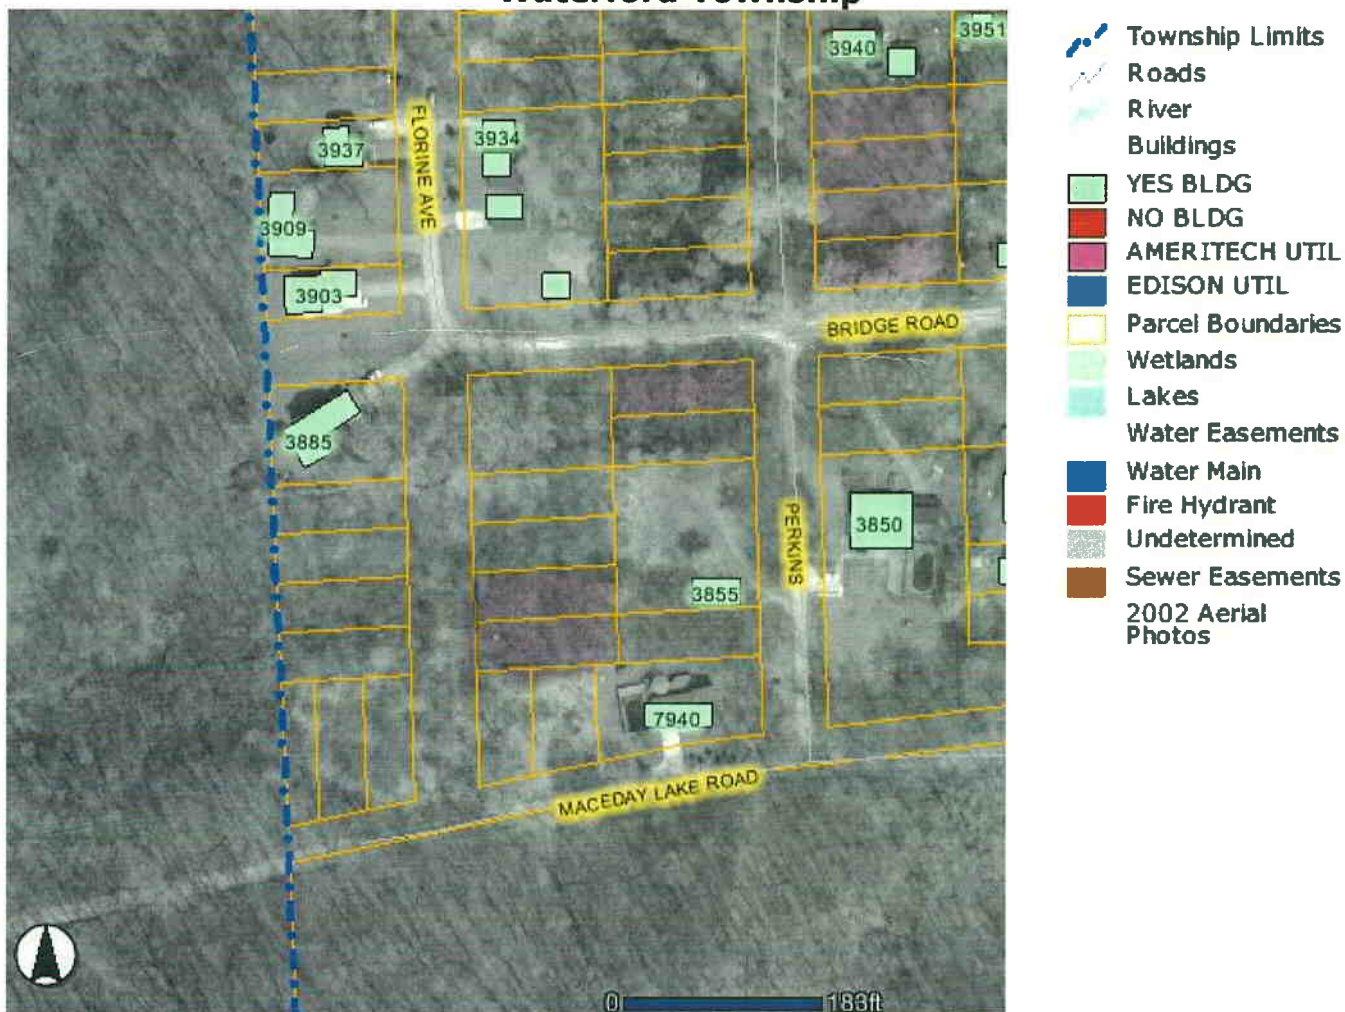 Waterford Township
3940
3951
FLORINE AVE
3937
3934
3909
3903
BRIDGE ROAD
3885
PERKINS
3850
3855
7940
MACEDAY LAKE ROAD
0
183ft
Township Limits
Roads
River
Buildings
YES BLDG
NO BLDG
AMERITECH UTIL
EDISON UTIL
Parcel Boundaries
Wetlands
Lakes
Water Easements
Water Main
Fire Hydrant
Undetermined
Sewer Easements
2002 Aerial
Photos